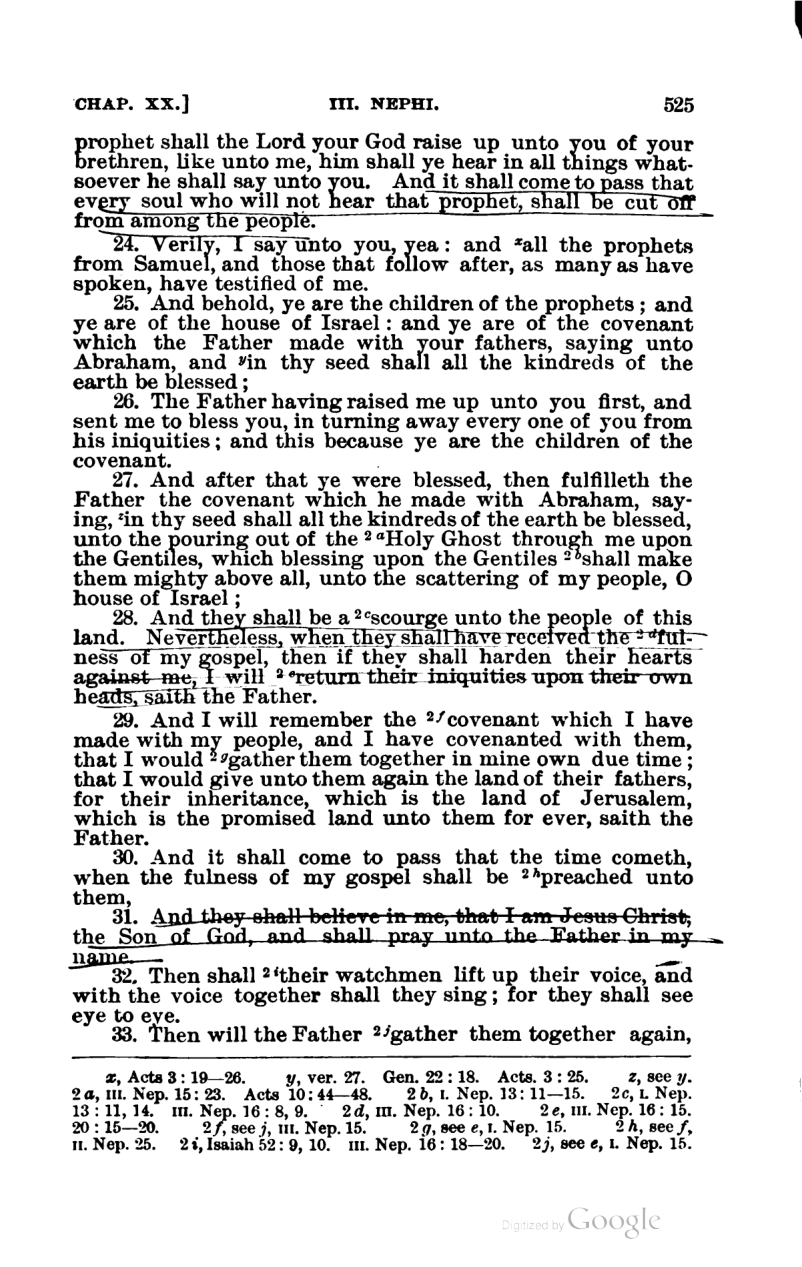 CHAP. XX.] III. NEPHI. 525
prophet shall the Lord your God raise up unto you of your
brethren, like unto me, him shall ye hear in all things what-
soever he shall say unto you. And it shall come to pass that
every soul who will not hear that prophet, shall be cut off
from among the people.
24. Verily, I say unto you, yea: and ˣall the prophets
from Samuel, and those that follow after, as many as have
spoken, have testified of me.
25. And behold, ye are the children of the prophets; and
ye are of the house of Israel: and ye are of the covenant
which the Father made with your fathers, saying unto
Abraham, and ʸin thy seed shall all the kindreds of the
earth be blessed;
26. The Father having raised me up unto you first, and
sent me to bless you, in turning away every one of you from
his iniquities; and this because ye are the children of the
covenant.
27. And after that ye were blessed, then fulfilleth the
Father the covenant which he made with Abraham, say-
ing, ᶻin thy seed shall all the kindreds of the earth be blessed,
unto the pouring out of the ²ᵃHoly Ghost through me upon
the Gentiles, which blessing upon the Gentiles ²ᵇshall make
them mighty above all, unto the scattering of my people, O
house of Israel;
28. And they shall be a ²ᶜscourge unto the people of this
land. Nevertheless, when they shall have received the ²ᵈful-
ness of my gospel, then if they shall harden their hearts
against me, I will ²ᵉreturn their iniquities upon their own
heads, saith the Father.
29. And I will remember the ²ᶠcovenant which I have
made with my people, and I have covenanted with them,
that I would ²ᵍgather them together in mine own due time;
that I would give unto them again the land of their fathers,
for their inheritance, which is the land of Jerusalem,
which is the promised land unto them for ever, saith the
Father.
30. And it shall come to pass that the time cometh,
when the fulness of my gospel shall be ²ʰpreached unto
them,
31. And they shall believe in me, that I am Jesus Christ,
the Son of God, and shall pray unto the Father in my
name.
32. Then shall ²ⁱtheir watchmen lift up their voice, and
with the voice together shall they sing; for they shall see
eye to eye.
33. Then will the Father ²ʲgather them together again,
x, Acts 3: 19—26. y, ver. 27. Gen. 22: 18. Acts. 3: 25. z, see y.
2a, III. Nep. 15: 23. Acts 10: 44—48. 2b, I. Nep. 13: 11—15. 2c, I. Nep.
13: 11, 14. III. Nep. 16: 8, 9. 2d, III. Nep. 16: 10. 2e, III. Nep. 16: 15.
20: 15—20. 2f, see j, III. Nep. 15. 2g, see e, I. Nep. 15. 2h, see f,
II. Nep. 25. 2i, Isaiah 52: 9, 10. III. Nep. 16: 18—20. 2j, see e, I. Nep. 15.
Digitized by Google